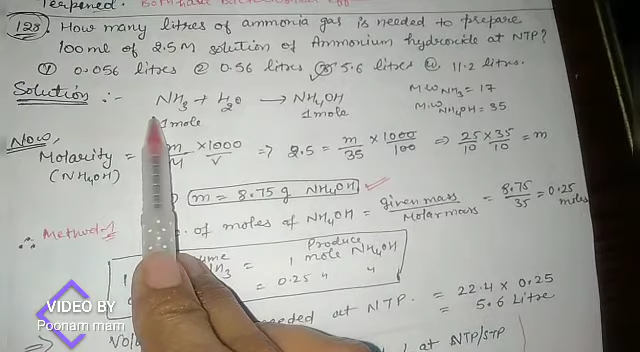 128. How many litres of ammonia gas is needed to prepare
100 ml of 2.5 M solution of Ammonium hydroxide at NTP?
① 0.056 litres ② 0.56 litres ③ 5.6 litres ④ 11.2 litres.
Solution :- NH3 + H2O → NH4OH
1 mole 1 mole
M.W NH3 = 17
M.W NH4OH = 35
Now,
Molarity = m/M × 1000/V ⇒ 2.5 = m/35 × 1000/100 ⇒ 25/10 × 35/10 = m
(NH4OH)
m = 8.75 g NH4OH
∴ Method-1 of moles of NH4OH = given mass/Molar mass = 8.75/35 = 0.25 moles
Produce
= 1 mole NH4OH
= 0.25 " "
needed at NTP. = 22.4 × 0.25
= 5.6 Litre
⇒ at NTP/STP
VIDEO BY
Poonam mam